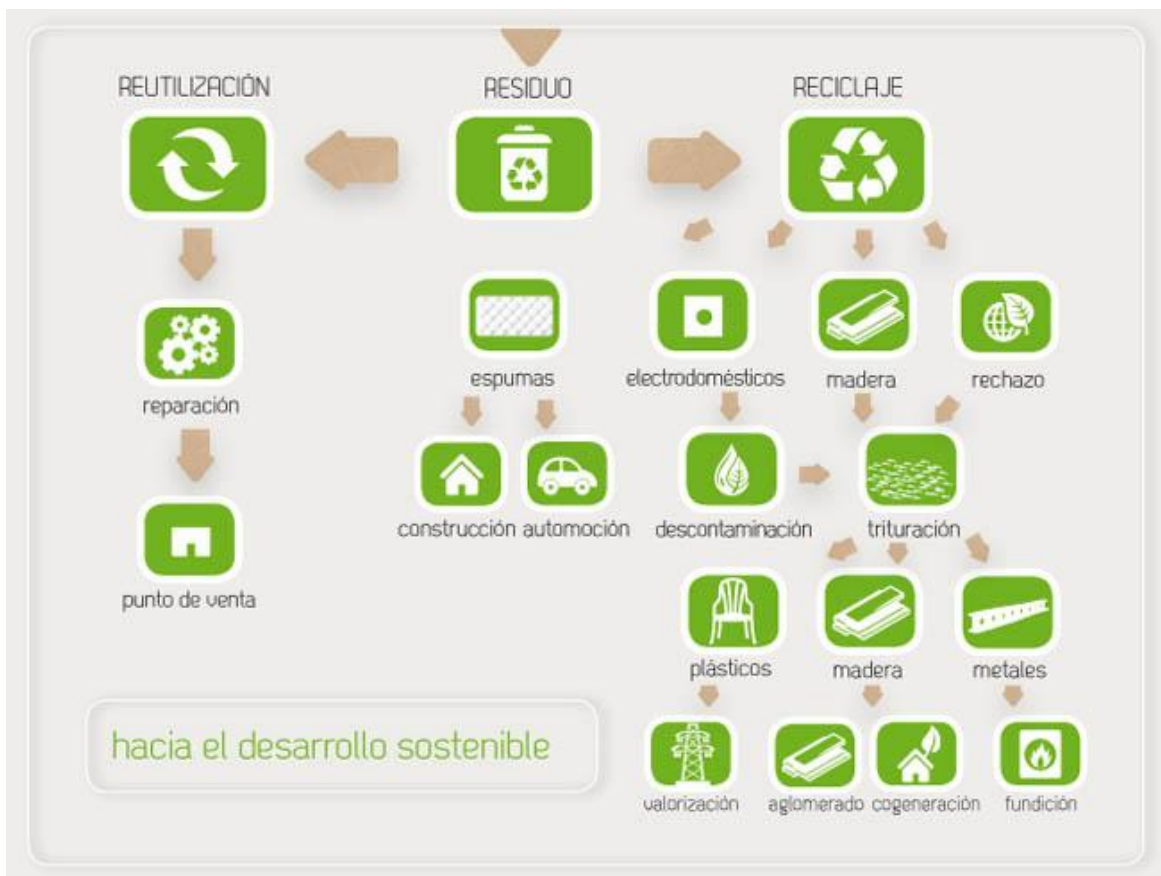 REUTILIZACIÓN
RESIDUO
RECICLAJE
espumas
electrodomésticos
madera
rechazo
reparación
construcción
automoción
descontaminación
trituración
punto de venta
plásticos
madera
metales
hacia el desarrollo sostenible
valorización
aglomerado
cogeneración
fundición